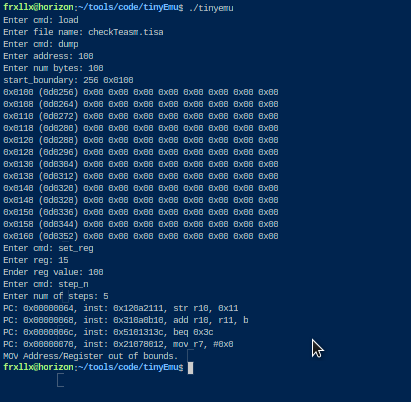 frxllx@horizon:~/tools/code/tinyEmu$ ./tinyemu
Enter cmd: load
Enter file name: checkTeasm.tisa
Enter cmd: dump
Enter address: 100
Enter num bytes: 100
start_boundary: 256 0x0100
0x0100 (0d0256) 0x00 0x00 0x00 0x00 0x00 0x00 0x00 0x00
0x0108 (0d0264) 0x00 0x00 0x00 0x00 0x00 0x00 0x00 0x00
0x0110 (0d0272) 0x00 0x00 0x00 0x00 0x00 0x00 0x00 0x00
0x0118 (0d0280) 0x00 0x00 0x00 0x00 0x00 0x00 0x00 0x00
0x0120 (0d0288) 0x00 0x00 0x00 0x00 0x00 0x00 0x00 0x00
0x0128 (0d0296) 0x00 0x00 0x00 0x00 0x00 0x00 0x00 0x00
0x0130 (0d0304) 0x00 0x00 0x00 0x00 0x00 0x00 0x00 0x00
0x0138 (0d0312) 0x00 0x00 0x00 0x00 0x00 0x00 0x00 0x00
0x0140 (0d0320) 0x00 0x00 0x00 0x00 0x00 0x00 0x00 0x00
0x0148 (0d0328) 0x00 0x00 0x00 0x00 0x00 0x00 0x00 0x00
0x0150 (0d0336) 0x00 0x00 0x00 0x00 0x00 0x00 0x00 0x00
0x0158 (0d0344) 0x00 0x00 0x00 0x00 0x00 0x00 0x00 0x00
0x0160 (0d0352) 0x00 0x00 0x00 0x00 0x00 0x00 0x00 0x00
Enter cmd: set_reg
Enter reg: 15
Ender reg value: 100
Enter cmd: step_n
Enter num of steps: 5
PC: 0x00000064, inst: 0x120a2111, str r10, 0x11
PC: 0x00000068, inst: 0x310a0b10, add r10, r11, b
PC: 0x0000006c, inst: 0x5101313c, beq 0x3c
PC: 0x00000070, inst: 0x21070012, mov r7, #0x0
MOV Address/Register out of bounds.
frxllx@horizon:~/tools/code/tinyEmu$